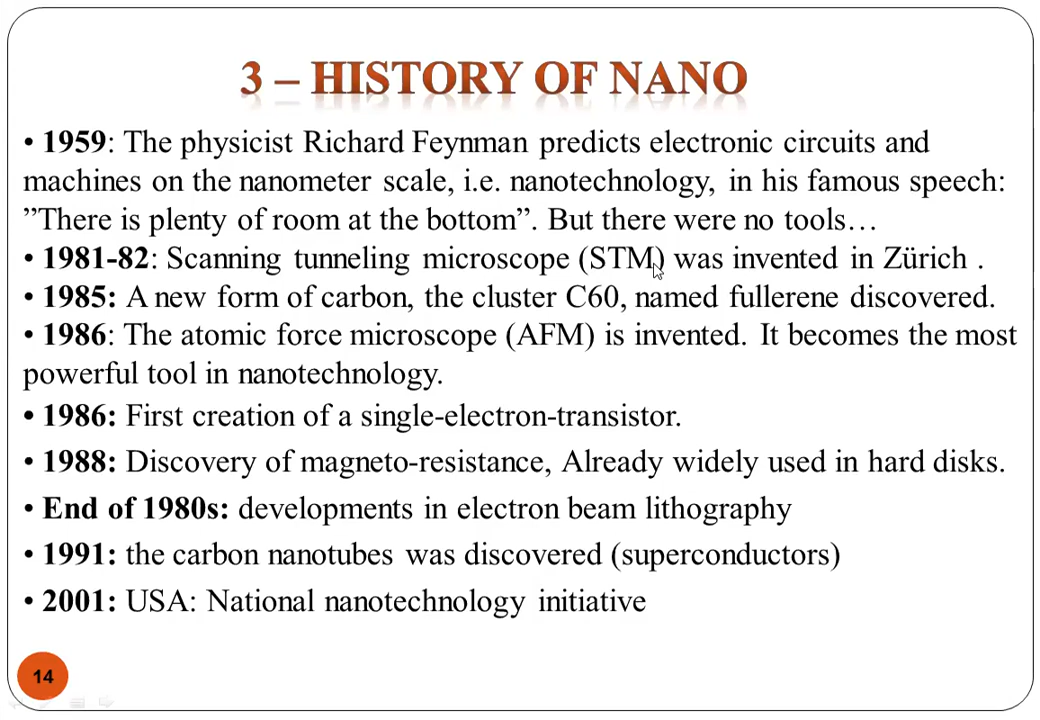 3 – HISTORY OF NANO
• 1959: The physicist Richard Feynman predicts electronic circuits and
machines on the nanometer scale, i.e. nanotechnology, in his famous speech:
”There is plenty of room at the bottom”. But there were no tools…
• 1981-82: Scanning tunneling microscope (STM) was invented in Zürich .
• 1985: A new form of carbon, the cluster C60, named fullerene discovered.
• 1986: The atomic force microscope (AFM) is invented. It becomes the most
powerful tool in nanotechnology.
• 1986: First creation of a single-electron-transistor.
• 1988: Discovery of magneto-resistance, Already widely used in hard disks.
• End of 1980s: developments in electron beam lithography
• 1991: the carbon nanotubes was discovered (superconductors)
• 2001: USA: National nanotechnology initiative
14